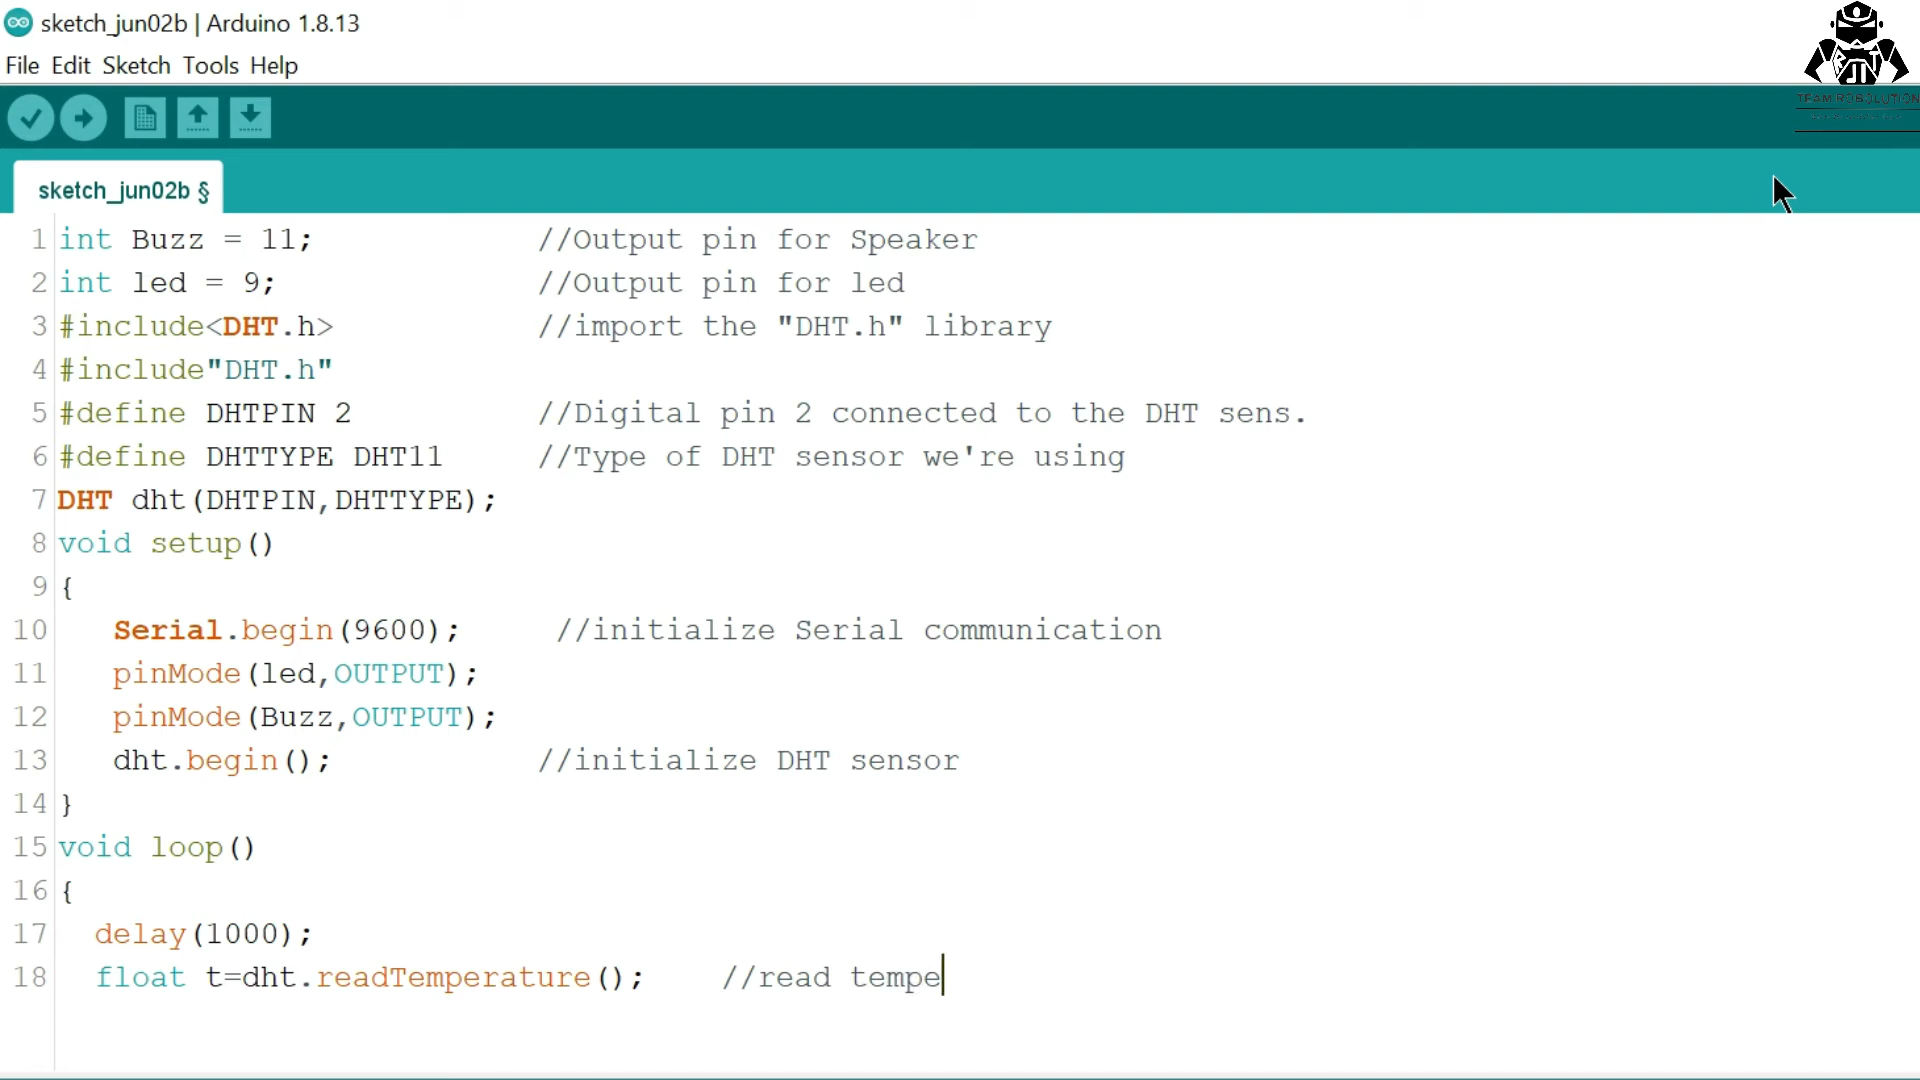 sketch_jun02b | Arduino 1.8.13
File Edit Sketch Tools Help
TEAM ROBOLUTION
sketch_jun02b §
1 int Buzz = 11; //Output pin for Speaker
2 int led = 9; //Output pin for led
3 #include<DHT.h> //import the "DHT.h" library
4 #include"DHT.h"
5 #define DHTPIN 2 //Digital pin 2 connected to the DHT sens.
6 #define DHTTYPE DHT11 //Type of DHT sensor we're using
7 DHT dht(DHTPIN,DHTTYPE);
8 void setup()
9 {
10 Serial.begin(9600); //initialize Serial communication
11 pinMode(led,OUTPUT);
12 pinMode(Buzz,OUTPUT);
13 dht.begin(); //initialize DHT sensor
14 }
15 void loop()
16 {
17 delay(1000);
18 float t=dht.readTemperature(); //read tempe